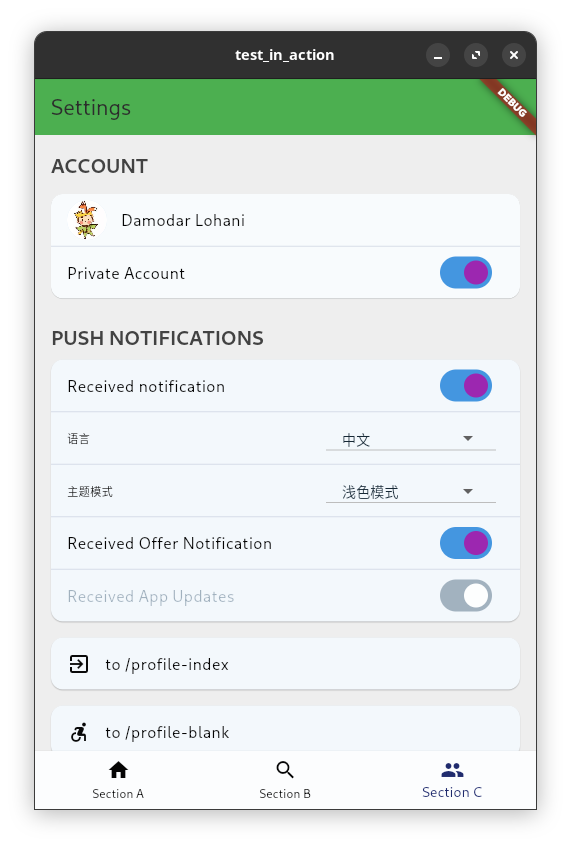 test_in_action
Settings
DEBUG
ACCOUNT
Damodar Lohani
Private Account
PUSH NOTIFICATIONS
Received notification
语言 中文
主题模式 浅色模式
Received Offer Notification
Received App Updates
to /profile-index
to /profile-blank
Section A Section B Section C